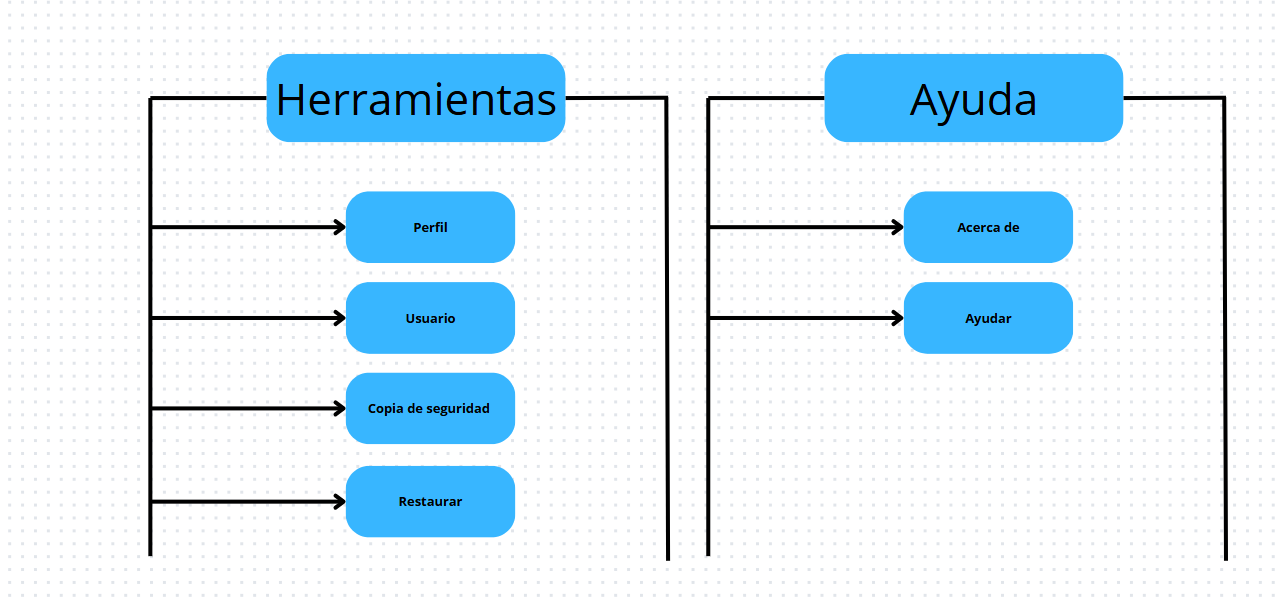 Herramientas
Perfil
Usuario
Copia de seguridad
Restaurar
Ayuda
Acerca de
Ayudar